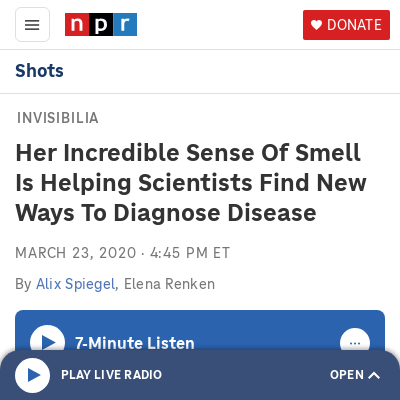 npr
DONATE
Shots
INVISIBILIA
Her Incredible Sense Of Smell
Is Helping Scientists Find New
Ways To Diagnose Disease
MARCH 23, 2020 · 4:45 PM ET
By Alix Spiegel, Elena Renken
7-Minute Listen
PLAY LIVE RADIO
OPEN